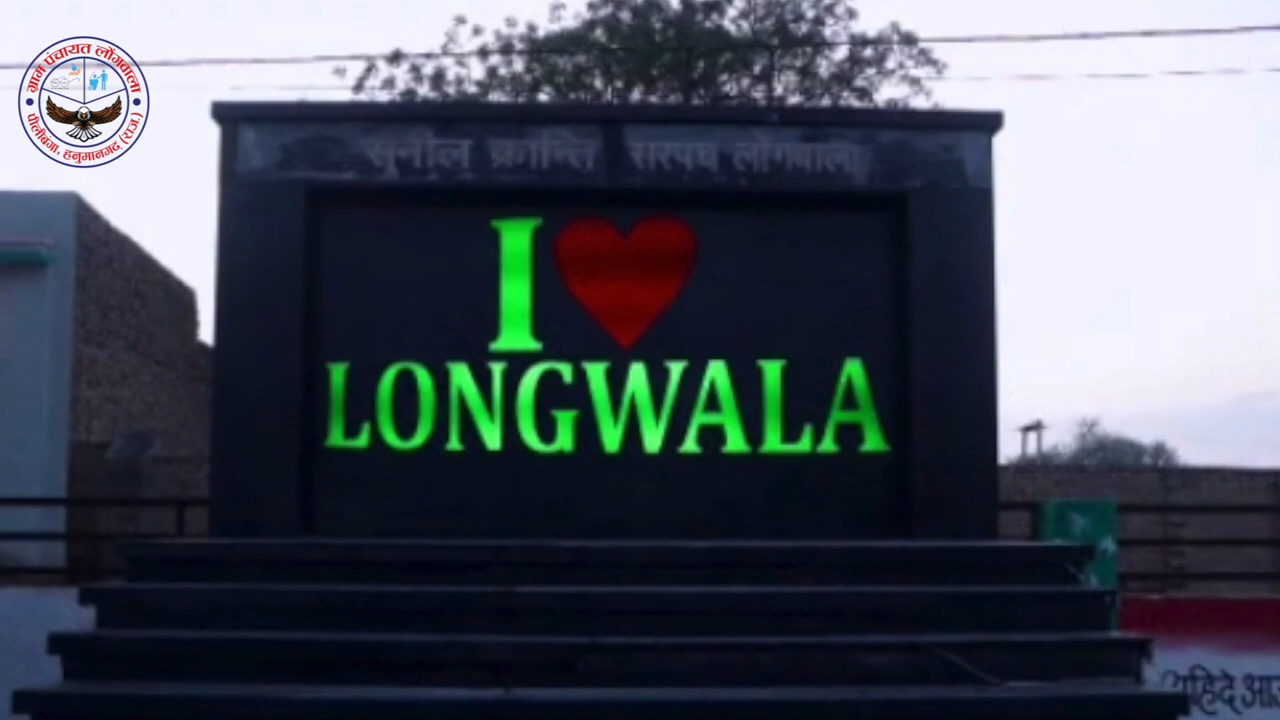 ग्राम पंचायत लोंगवाला
पीलीबंगा, हनुमानगढ़ (राज.)
सुनील क्रान्ति सरपंच लोंगवाला
I
LONGWALA